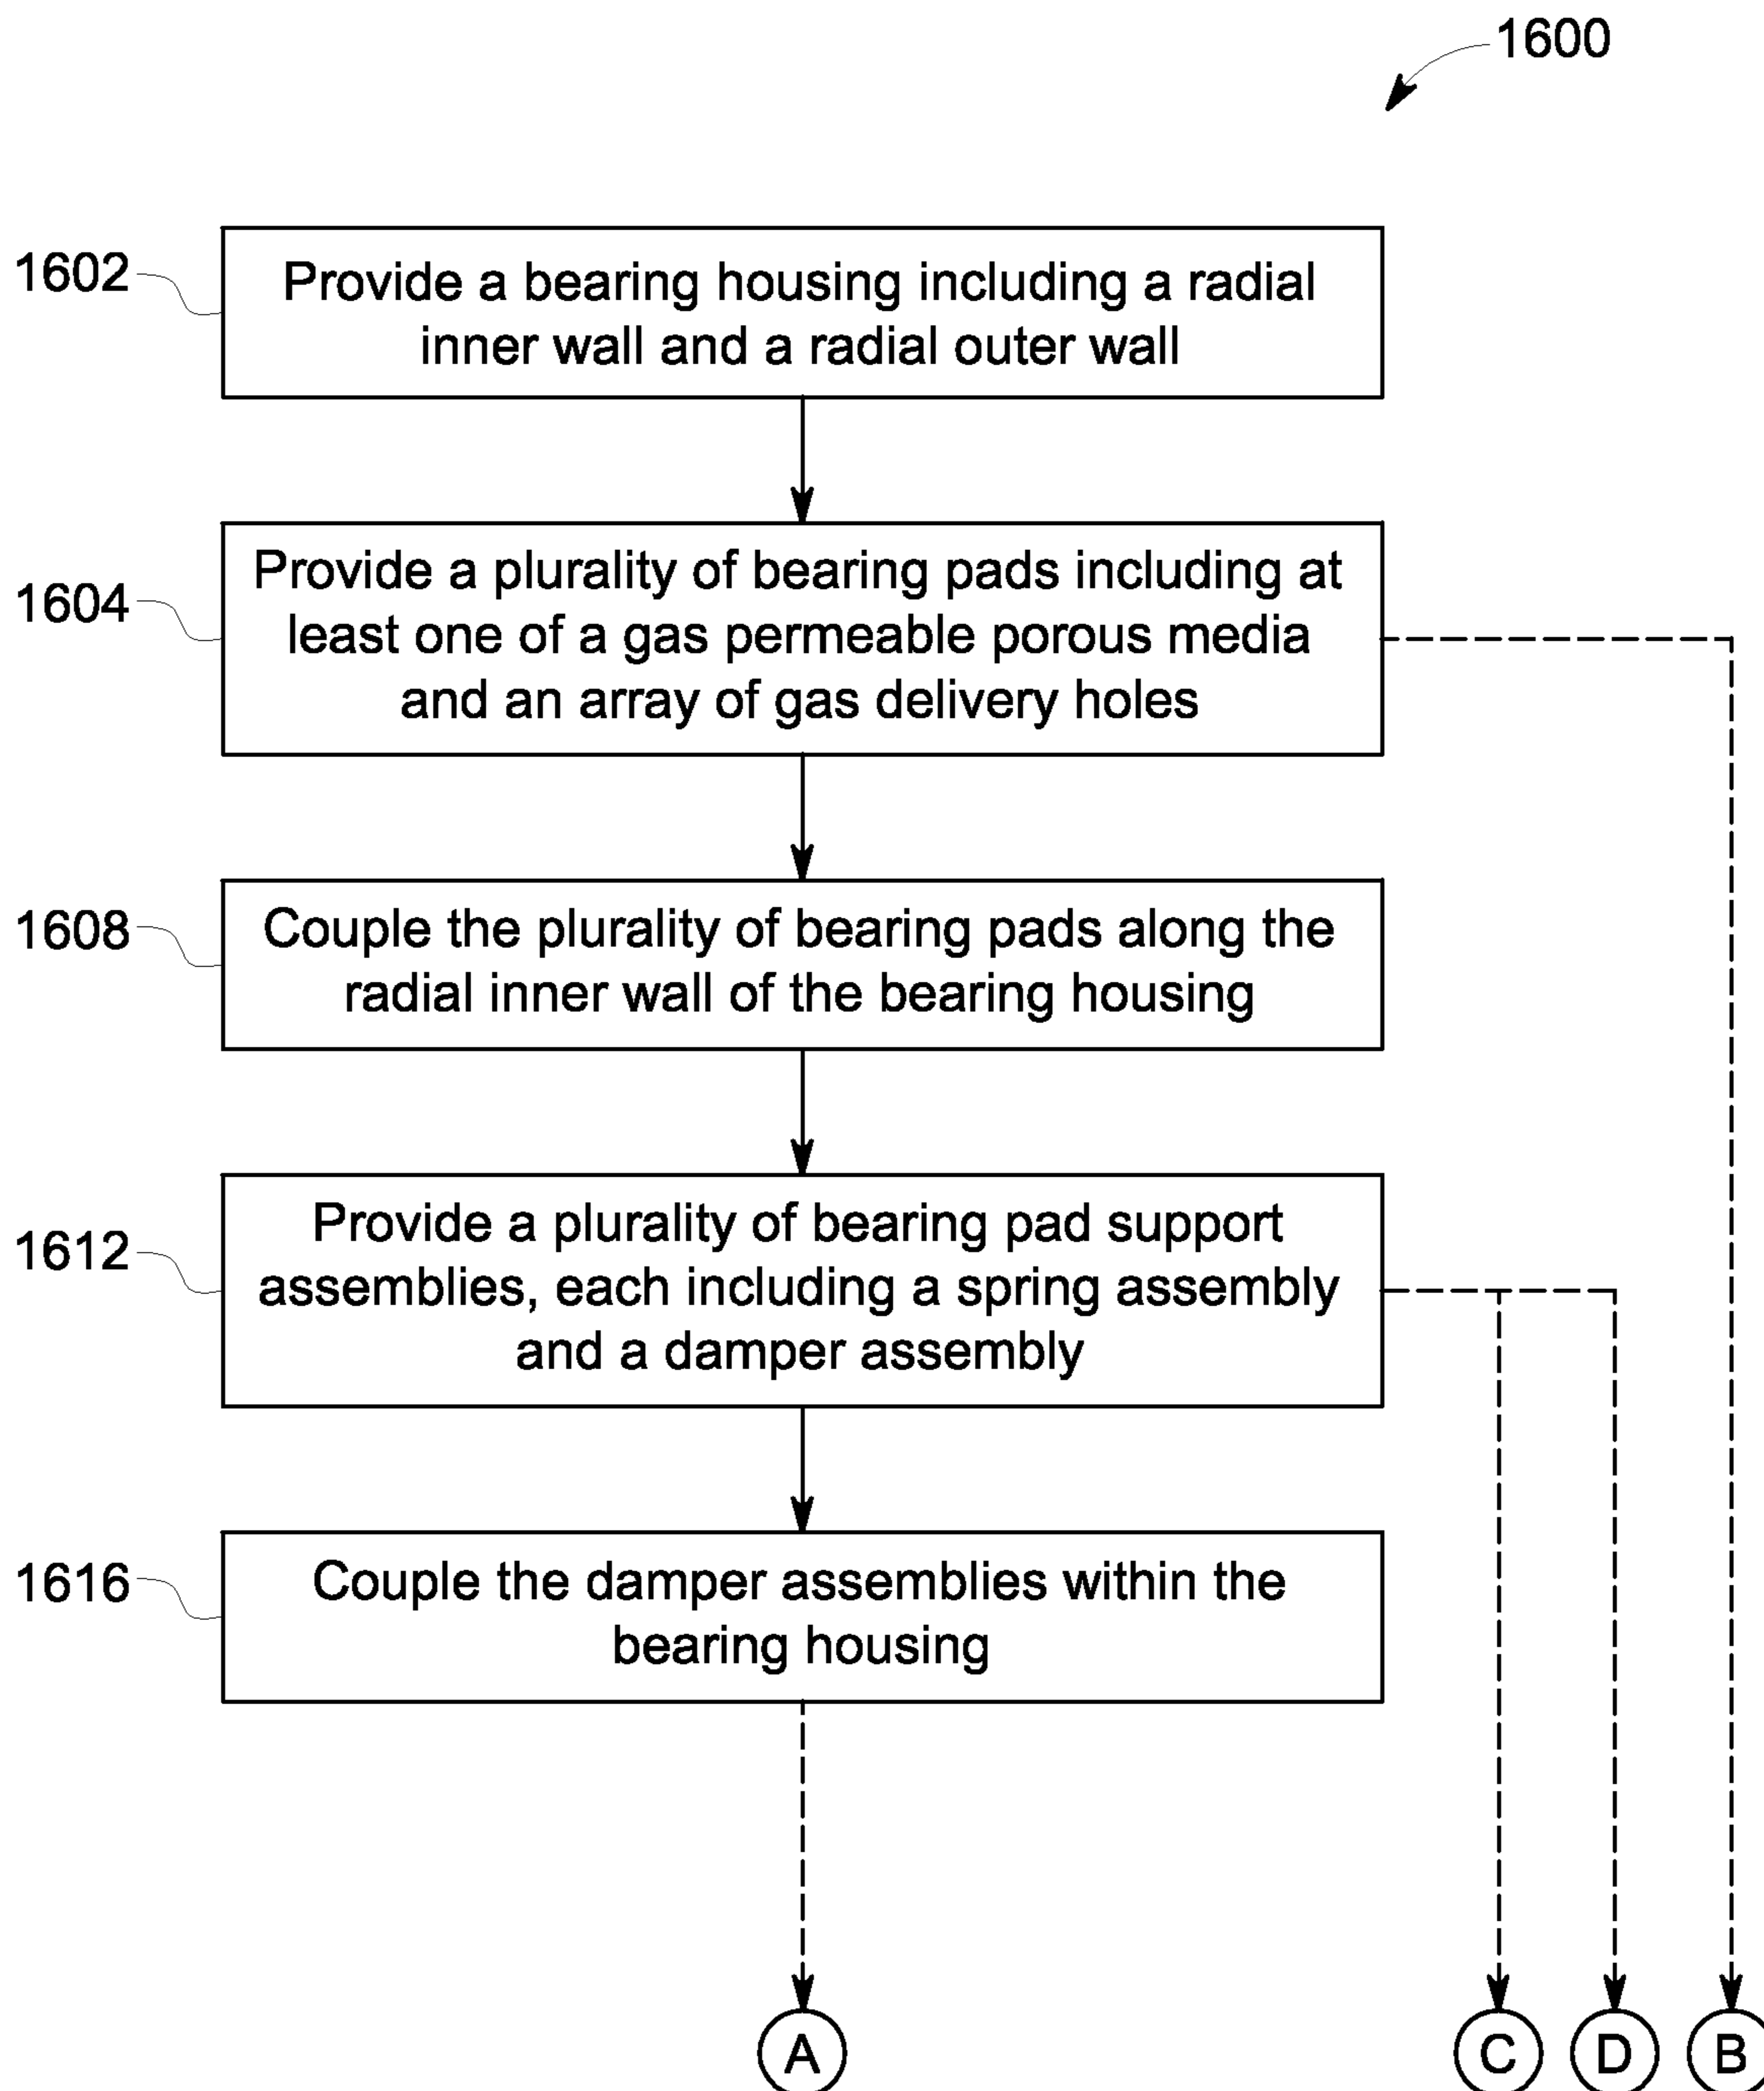 1600
1602
Provide a bearing housing including a radial
inner wall and a radial outer wall
1604
Provide a plurality of bearing pads including at
least one of a gas permeable porous media
and an array of gas delivery holes
1608
Couple the plurality of bearing pads along the
radial inner wall of the bearing housing
1612
Provide a plurality of bearing pad support
assemblies, each including a spring assembly
and a damper assembly
1616
Couple the damper assemblies within the
bearing housing
A
C
D
B